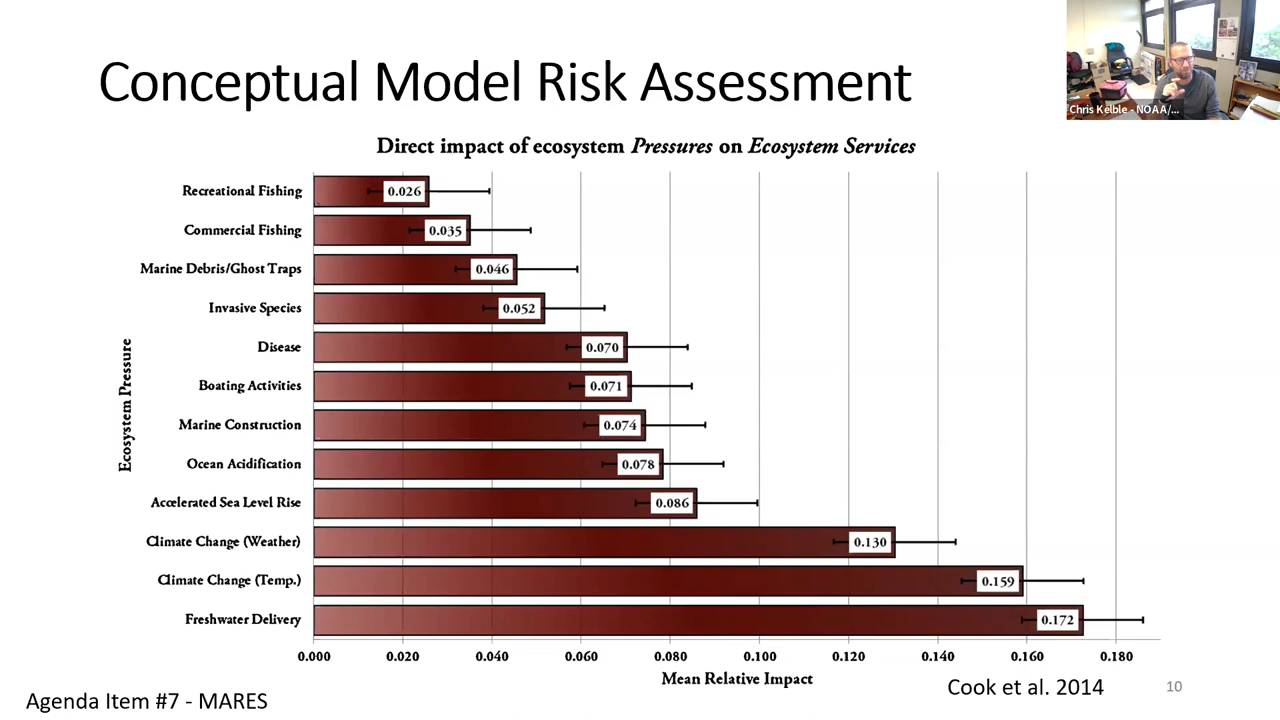 Conceptual Model Risk Assessment
Chris Kelble - NOAA/...
Direct impact of ecosystem Pressures on Ecosystem Services
Ecosystem Pressure
Recreational Fishing 0.026
Commercial Fishing 0.035
Marine Debris/Ghost Traps 0.046
Invasive Species 0.052
Disease 0.070
Boating Activities 0.071
Marine Construction 0.074
Ocean Acidification 0.078
Accelerated Sea Level Rise 0.086
Climate Change (Weather) 0.130
Climate Change (Temp.) 0.159
Freshwater Delivery 0.172
0.000 0.020 0.040 0.060 0.080 0.100 0.120 0.140 0.160 0.180
Mean Relative Impact
Cook et al. 2014
10
Agenda Item #7 - MARES